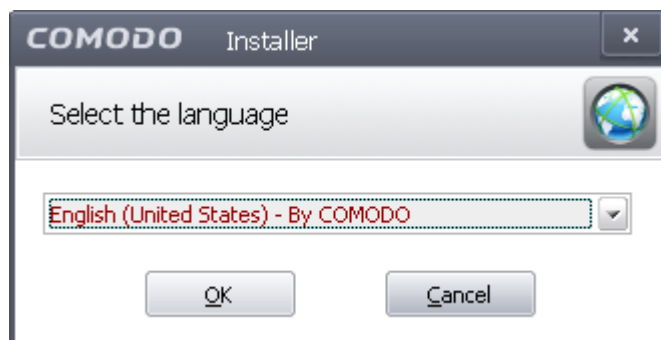 COMODO Installer
Select the language
English (United States) - By COMODO
OK
Cancel